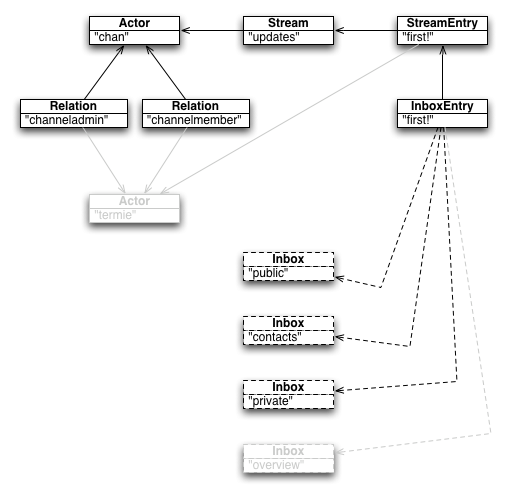 Actor
"chan"
Stream
"updates"
StreamEntry
"first!"
Relation
"channeladmin"
Relation
"channelmember"
InboxEntry
"first!"
Actor
"termie"
Inbox
"public"
Inbox
"contacts"
Inbox
"private"
Inbox
"overview"